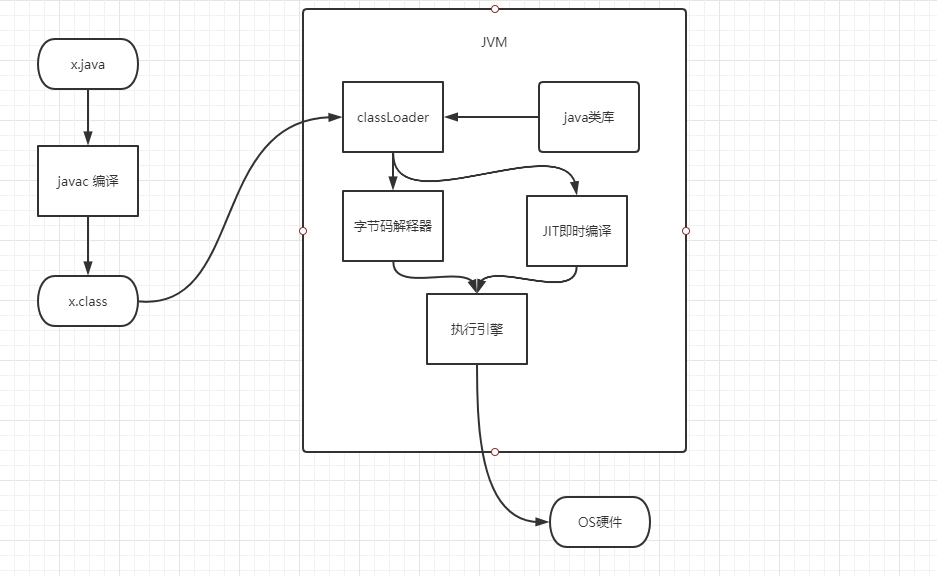 x.java
javac 编译
x.class
JVM
classLoader
java类库
字节码解释器
JIT即时编译
执行引擎
OS硬件